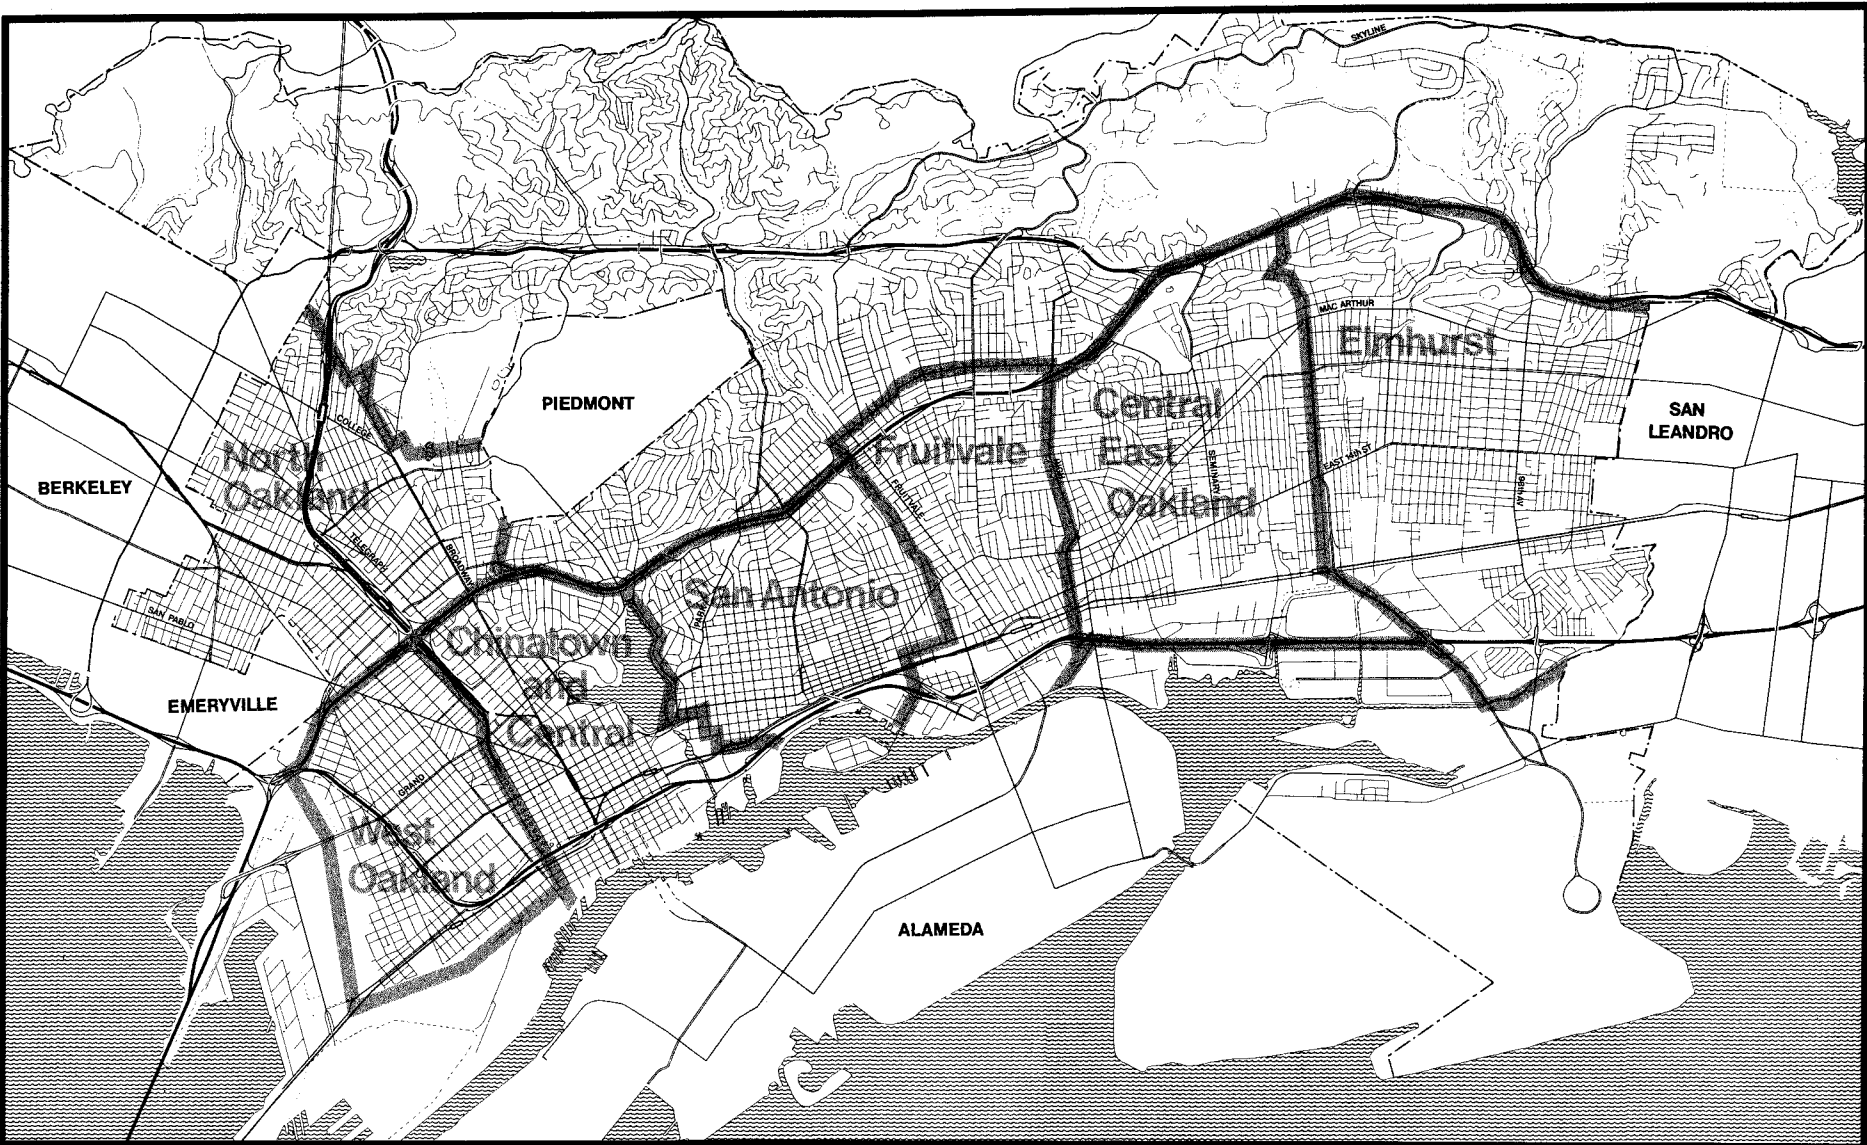 SKYLINE
MAC ARTHUR
Elmhurst
PIEDMONT
Central
East
Oakland
SAN
LEANDRO
COLLEGE
North
Oakland
Fruitvale
BERKELEY
EAST 14th ST
SEMINARY
98th AV
FRUITVALE
TELEGRAPH
BROADWAY
San Antonio
PARK
SAN PABLO
Chinatown
and
Central
EMERYVILLE
GRAND
West
Oakland
ALAMEDA